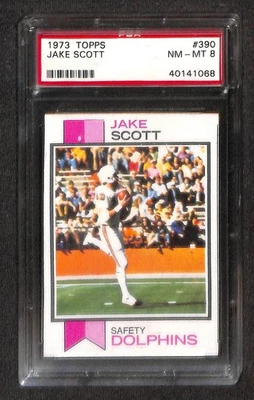 1973 TOPPS #390
JAKE SCOTT NM-MT 8
40141068
JAKE
SCOTT
SAFETY
DOLPHINS